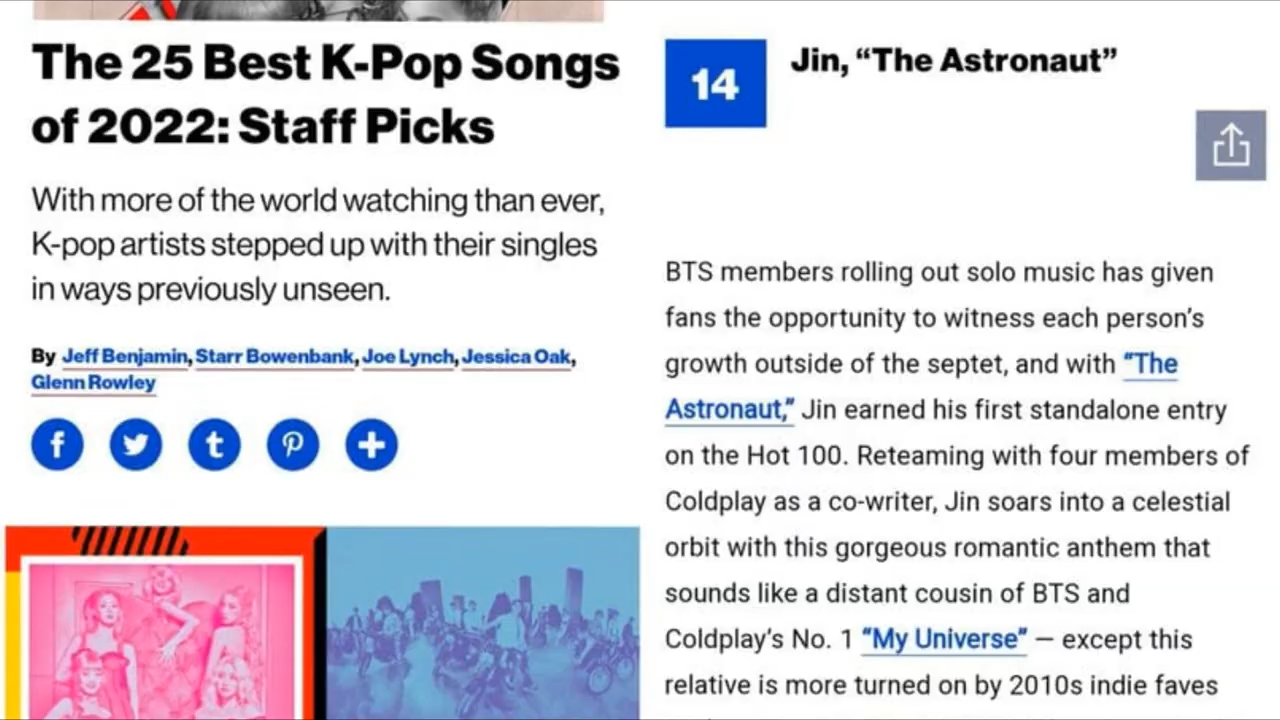 The 25 Best K-Pop Songs
of 2022: Staff Picks
With more of the world watching than ever,
K-pop artists stepped up with their singles
in ways previously unseen.
By Jeff Benjamin, Starr Bowenbank, Joe Lynch, Jessica Oak,
Glenn Rowley
14
Jin, “The Astronaut”
BTS members rolling out solo music has given
fans the opportunity to witness each person’s
growth outside of the septet, and with “The
Astronaut,” Jin earned his first standalone entry
on the Hot 100. Reteaming with four members of
Coldplay as a co-writer, Jin soars into a celestial
orbit with this gorgeous romantic anthem that
sounds like a distant cousin of BTS and
Coldplay’s No. 1 “My Universe” — except this
relative is more turned on by 2010s indie faves